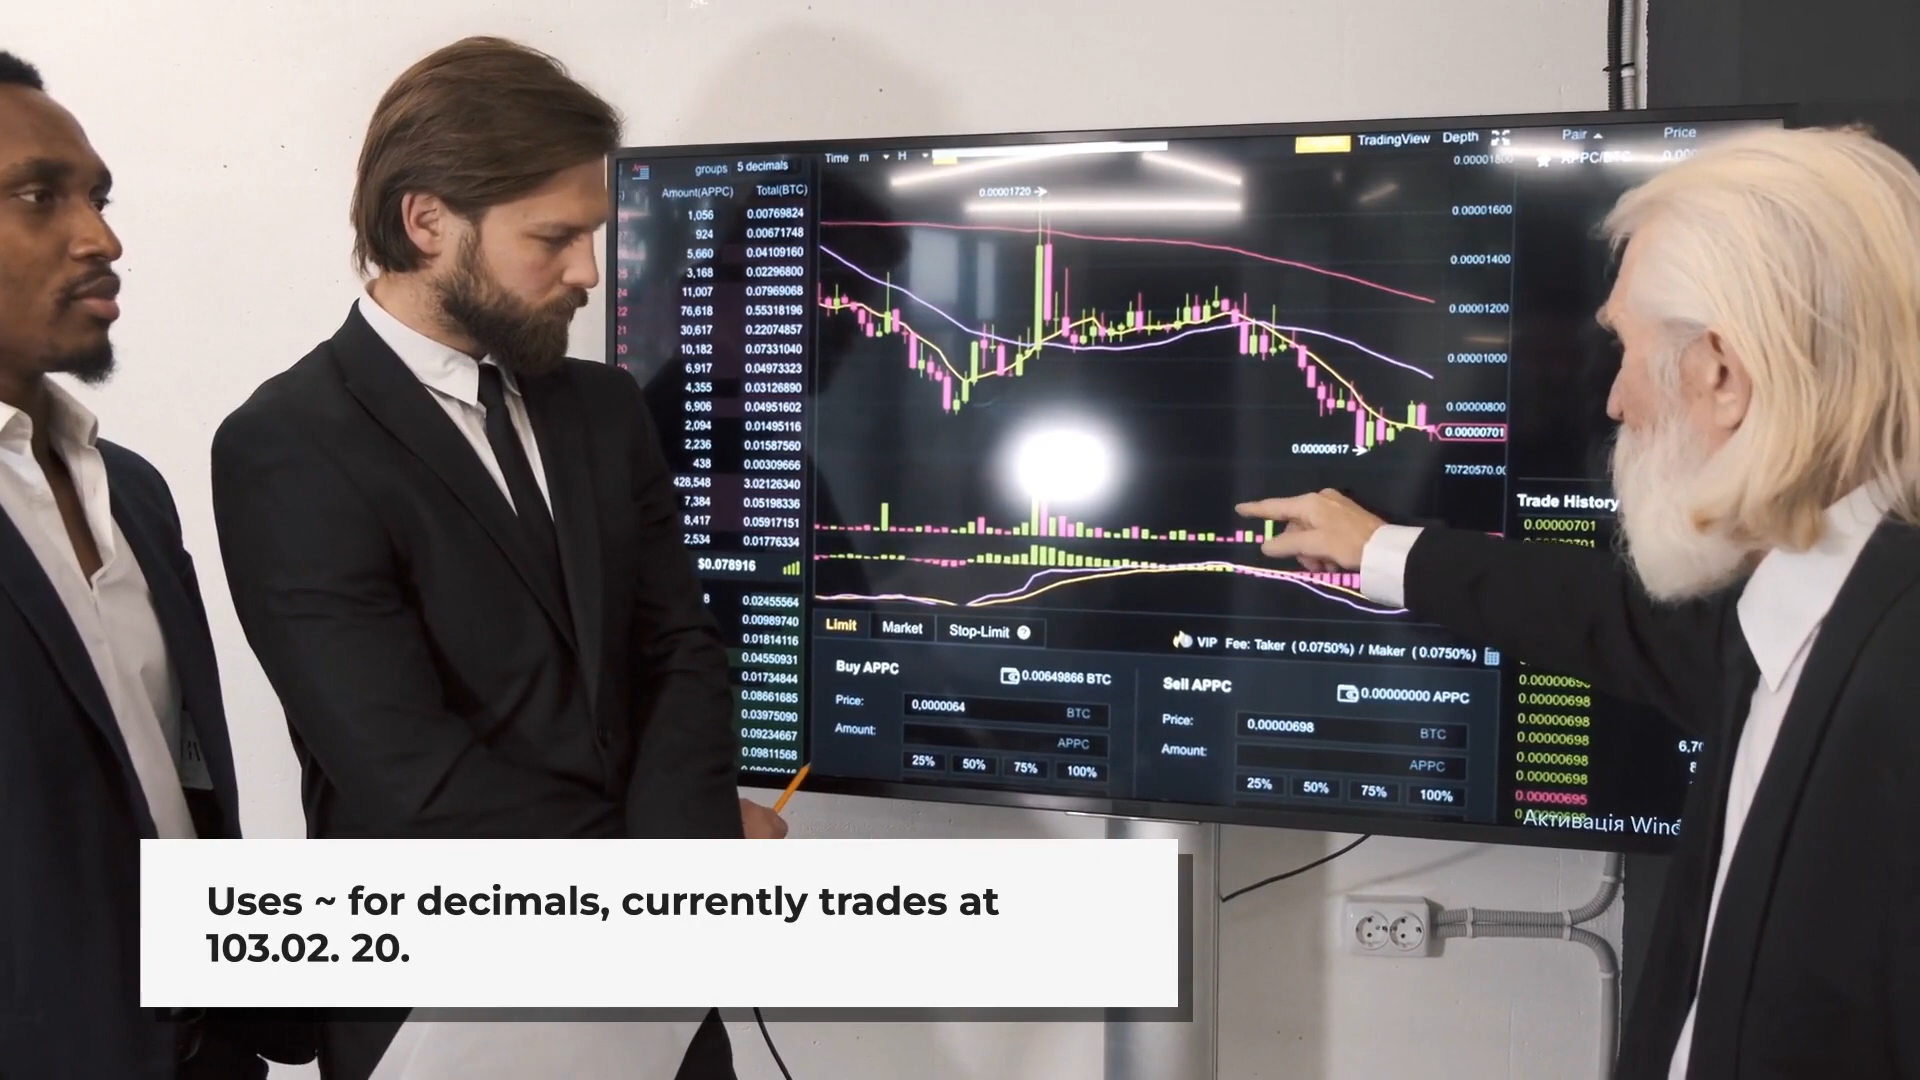 groups 5 decimals
Amount(APPC) Total(BTC)
1,056 0.00769824
924 0.00671748
5,660 0.04109160
3,168 0.02296800
11,007 0.07969068
76,618 0.55318196
30,617 0.22074857
10,182 0.07331040
6,917 0.04973323
4,355 0.03126890
6,906 0.04951602
2,094 0.01495116
2,236 0.01587560
438 0.00309666
428,548 3.02126340
7,384 0.05198336
8,417 0.05917151
2,534 0.01776334
$0.078916
8 0.02455564
0.00989740
0.01814116
0.04550931
0.01734844
0.08661685
0.03975090
0.09234667
0.09811568
Time m H
TradingView Depth
0.00001720
0.00001800
0.00001600
0.00001400
0.00001200
0.00001000
0.00000800
0.00000701
0.00000617
70720570.00
Limit Market Stop-Limit ?
VIP Fee: Taker (0.0750%) / Maker (0.0750%)
Buy APPC 0.00649866 BTC
Price: 0,0000064 BTC
Amount: APPC
25% 50% 75% 100%
Sell APPC 0.00000000 APPC
Price: 0,00000698 BTC
Amount: APPC
25% 50% 75% 100%
Pair Price
APPC/BTC 0.000
Trade History
0.00000701
0.00000698
0.00000698
0.00000698
0.00000698
0.00000698
0.00000695
Активація Wind
Uses ~ for decimals, currently trades at
103.02. 20.